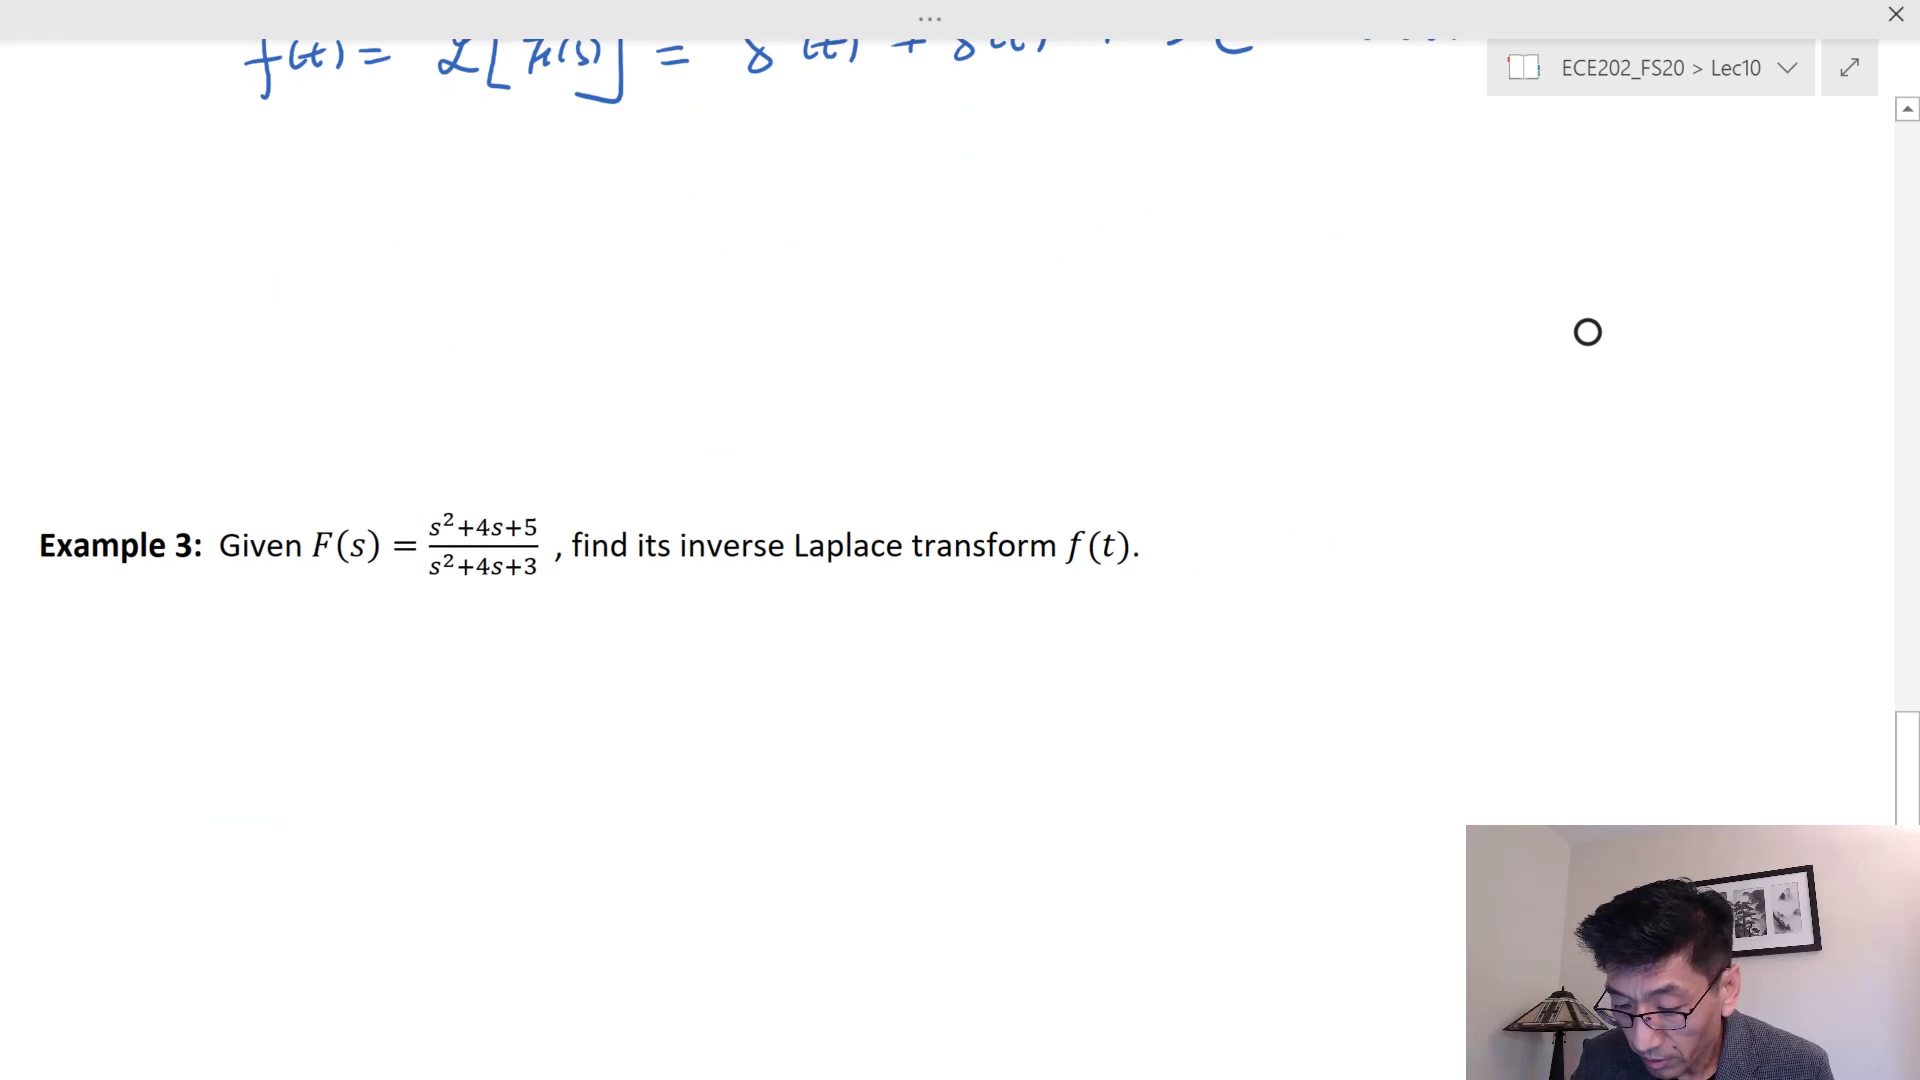 ...
f(t) = ℒ[F(s)] = δ'(t) + δ(t) +
ECE202_FS20 > Lec10
Example 3: Given F(s) = (s²+4s+5)/(s²+4s+3) , find its inverse Laplace transform f(t).